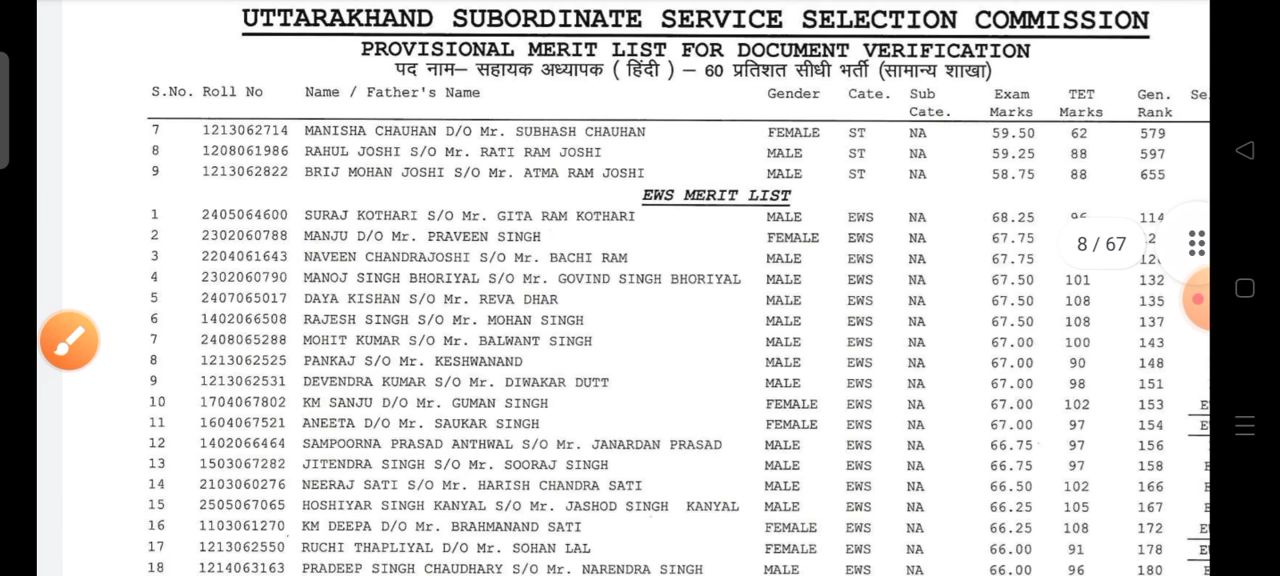 UTTARAKHAND SUBORDINATE SERVICE SELECTION COMMISSION
PROVISIONAL MERIT LIST FOR DOCUMENT VERIFICATION
पद नाम– सहायक अध्यापक ( हिंदी ) – 60 प्रतिशत सीधी भर्ती (सामान्य शाखा)
S.No. Roll No Name / Father's Name Gender Cate. Sub Cate. Exam Marks TET Marks Gen. Rank
7 1213062714 MANISHA CHAUHAN D/O Mr. SUBHASH CHAUHAN FEMALE ST NA 59.50 62 579
8 1208061986 RAHUL JOSHI S/O Mr. RATI RAM JOSHI MALE ST NA 59.25 88 597
9 1213062822 BRIJ MOHAN JOSHI S/O Mr. ATMA RAM JOSHI MALE ST NA 58.75 88 655
EWS MERIT LIST
1 2405064600 SURAJ KOTHARI S/O Mr. GITA RAM KOTHARI MALE EWS NA 68.25 114
2 2302060788 MANJU D/O Mr. PRAVEEN SINGH FEMALE EWS NA 67.75
3 2204061643 NAVEEN CHANDRAJOSHI S/O Mr. BACHI RAM MALE EWS NA 67.75
8 / 67
4 2302060790 MANOJ SINGH BHORIYAL S/O Mr. GOVIND SINGH BHORIYAL MALE EWS NA 67.50 101 132
5 2407065017 DAYA KISHAN S/O Mr. REVA DHAR MALE EWS NA 67.50 108 135
6 1402066508 RAJESH SINGH S/O Mr. MOHAN SINGH MALE EWS NA 67.50 108 137
7 2408065288 MOHIT KUMAR S/O Mr. BALWANT SINGH MALE EWS NA 67.00 100 143
8 1213062525 PANKAJ S/O Mr. KESHWANAND MALE EWS NA 67.00 90 148
9 1213062531 DEVENDRA KUMAR S/O Mr. DIWAKAR DUTT MALE EWS NA 67.00 98 151
10 1704067802 KM SANJU D/O Mr. GUMAN SINGH FEMALE EWS NA 67.00 102 153
11 1604067521 ANEETA D/O Mr. SAUKAR SINGH FEMALE EWS NA 67.00 97 154
12 1402066464 SAMPOORNA PRASAD ANTHWAL S/O Mr. JANARDAN PRASAD MALE EWS NA 66.75 97 156
13 1503067282 JITENDRA SINGH S/O Mr. SOORAJ SINGH MALE EWS NA 66.75 97 158
14 2103060276 NEERAJ SATI S/O Mr. HARISH CHANDRA SATI MALE EWS NA 66.50 102 166
15 2505067065 HOSHIYAR SINGH KANYAL S/O Mr. JASHOD SINGH KANYAL MALE EWS NA 66.25 105 167
16 1103061270 KM DEEPA D/O Mr. BRAHMANAND SATI FEMALE EWS NA 66.25 108 172
17 1213062550 RUCHI THAPLIYAL D/O Mr. SOHAN LAL FEMALE EWS NA 66.00 91 178
18 1214063163 PRADEEP SINGH CHAUDHARY S/O Mr. NARENDRA SINGH MALE EWS NA 66.00 96 180